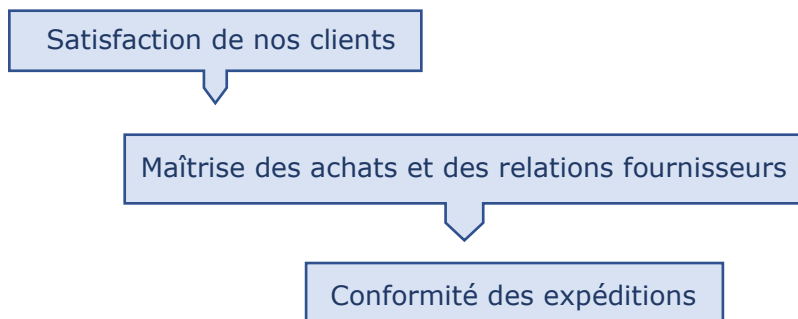 Satisfaction de nos clients
Maîtrise des achats et des relations fournisseurs
Conformité des expéditions